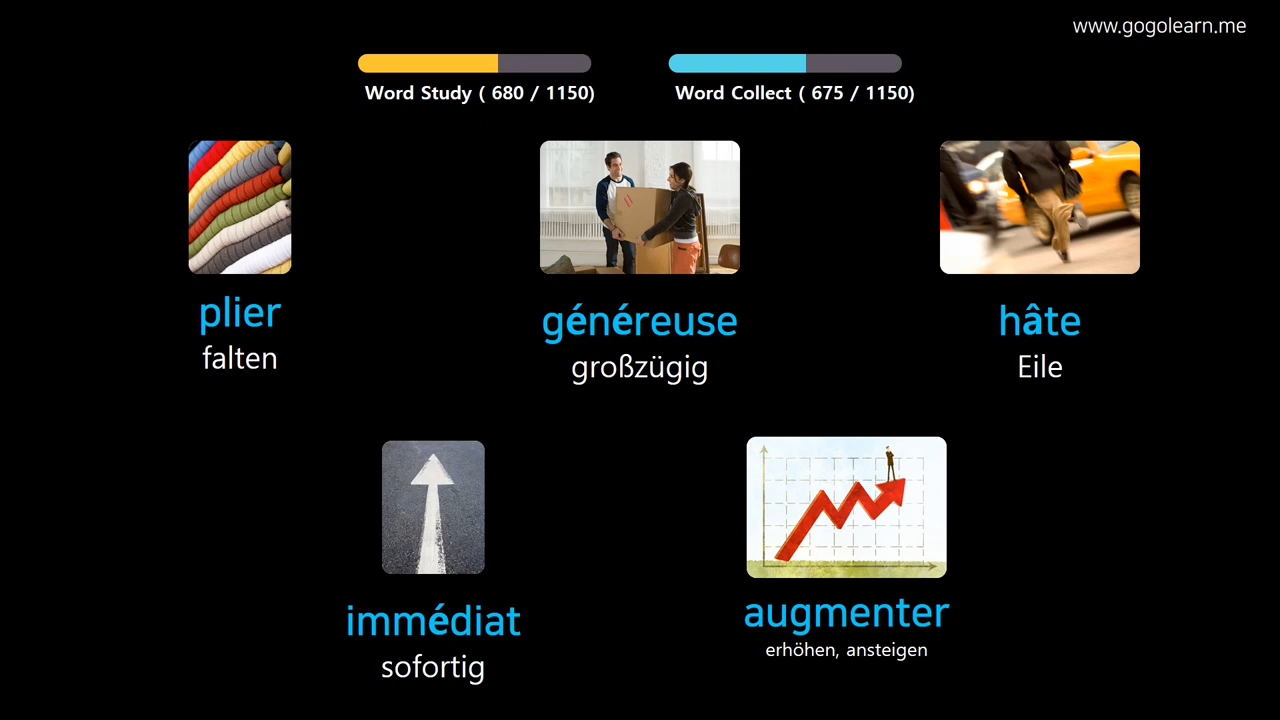 www.gogolearn.me
Word Study ( 680 / 1150)
Word Collect ( 675 / 1150)
plier
falten
généreuse
großzügig
hâte
Eile
immédiat
sofortig
augmenter
erhöhen, ansteigen